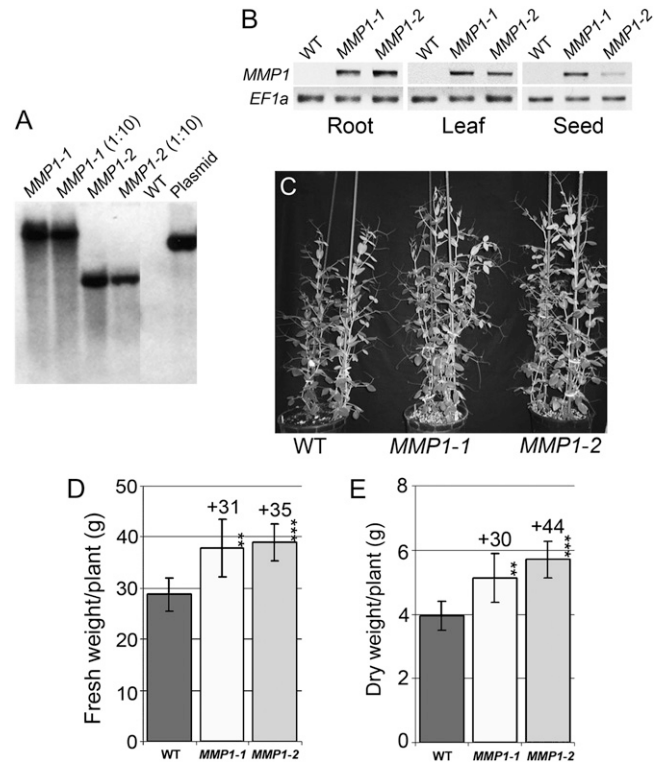 A
MMP1-1
MMP1-1 (1:10)
MMP1-2
MMP1-2 (1:10)
WT
Plasmid
B
WT
MMP1-1
MMP1-2
WT
MMP1-1
MMP1-2
WT
MMP1-1
MMP1-2
MMP1
EF1a
Root
Leaf
Seed
C
WT
MMP1-1
MMP1-2
D
Fresh weight/plant (g)
50
40
30
20
10
0
+31
**
+35
***
WT
MMP1-1
MMP1-2
E
Dry weight/plant (g)
8
6
4
2
0
+30
**
+44
***
WT
MMP1-1
MMP1-2